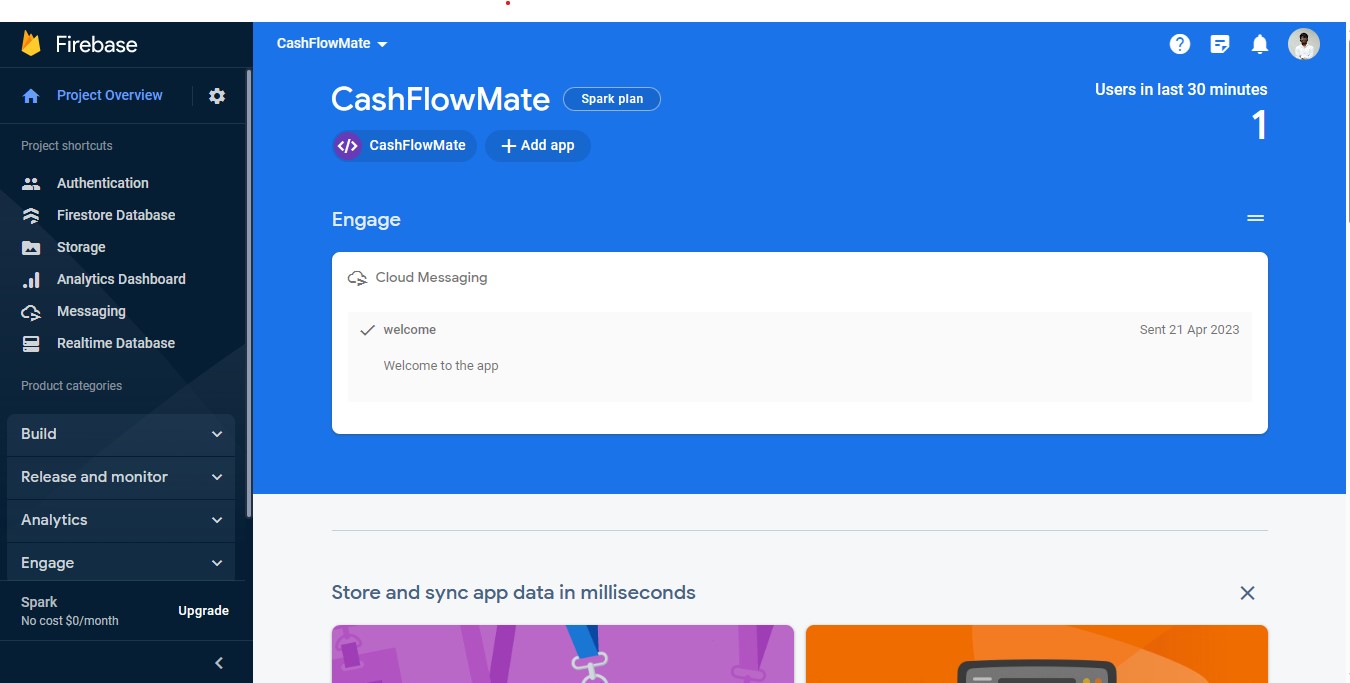 Firebase
Project Overview
Project shortcuts
Authentication
Firestore Database
Storage
Analytics Dashboard
Messaging
Realtime Database
Product categories
Build
Release and monitor
Analytics
Engage
Spark
No cost $0/month
Upgrade
CashFlowMate
CashFlowMate
Spark plan
CashFlowMate
Add app
Users in last 30 minutes
1
Engage
Cloud Messaging
welcome
Sent 21 Apr 2023
Welcome to the app
Store and sync app data in milliseconds